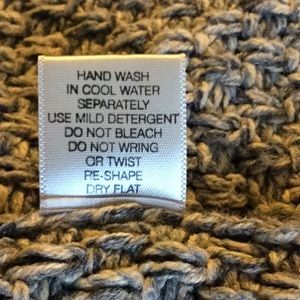 HAND WASH
IN COOL WATER
SEPARATELY
USE MILD DETERGENT
DO NOT BLEACH
DO NOT WRING
OR TWIST
RE-SHAPE
DRY FLAT